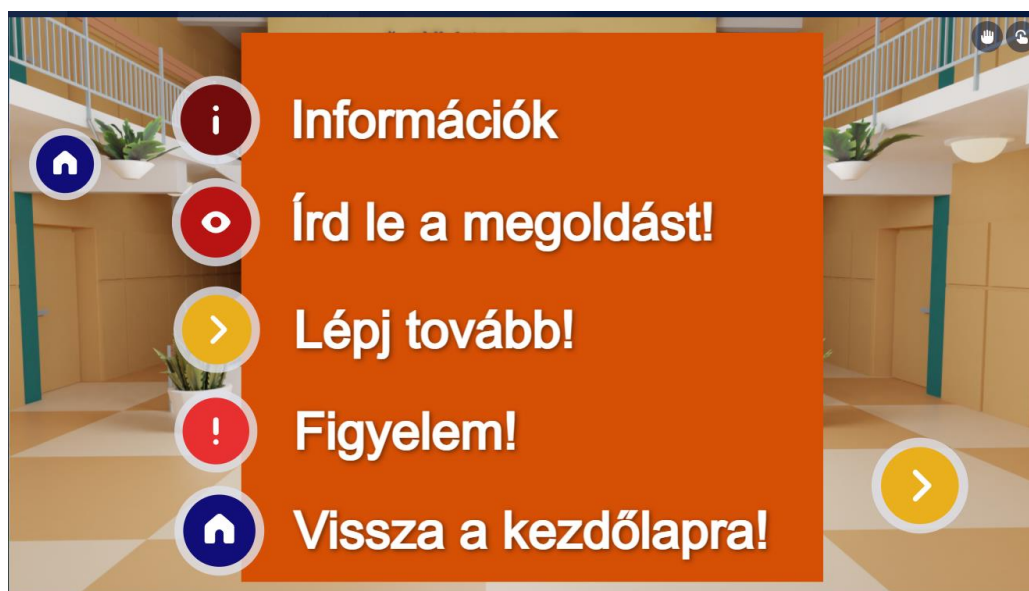 Információk
Írd le a megoldást!
Lépj tovább!
Figyelem!
Vissza a kezdőlapra!